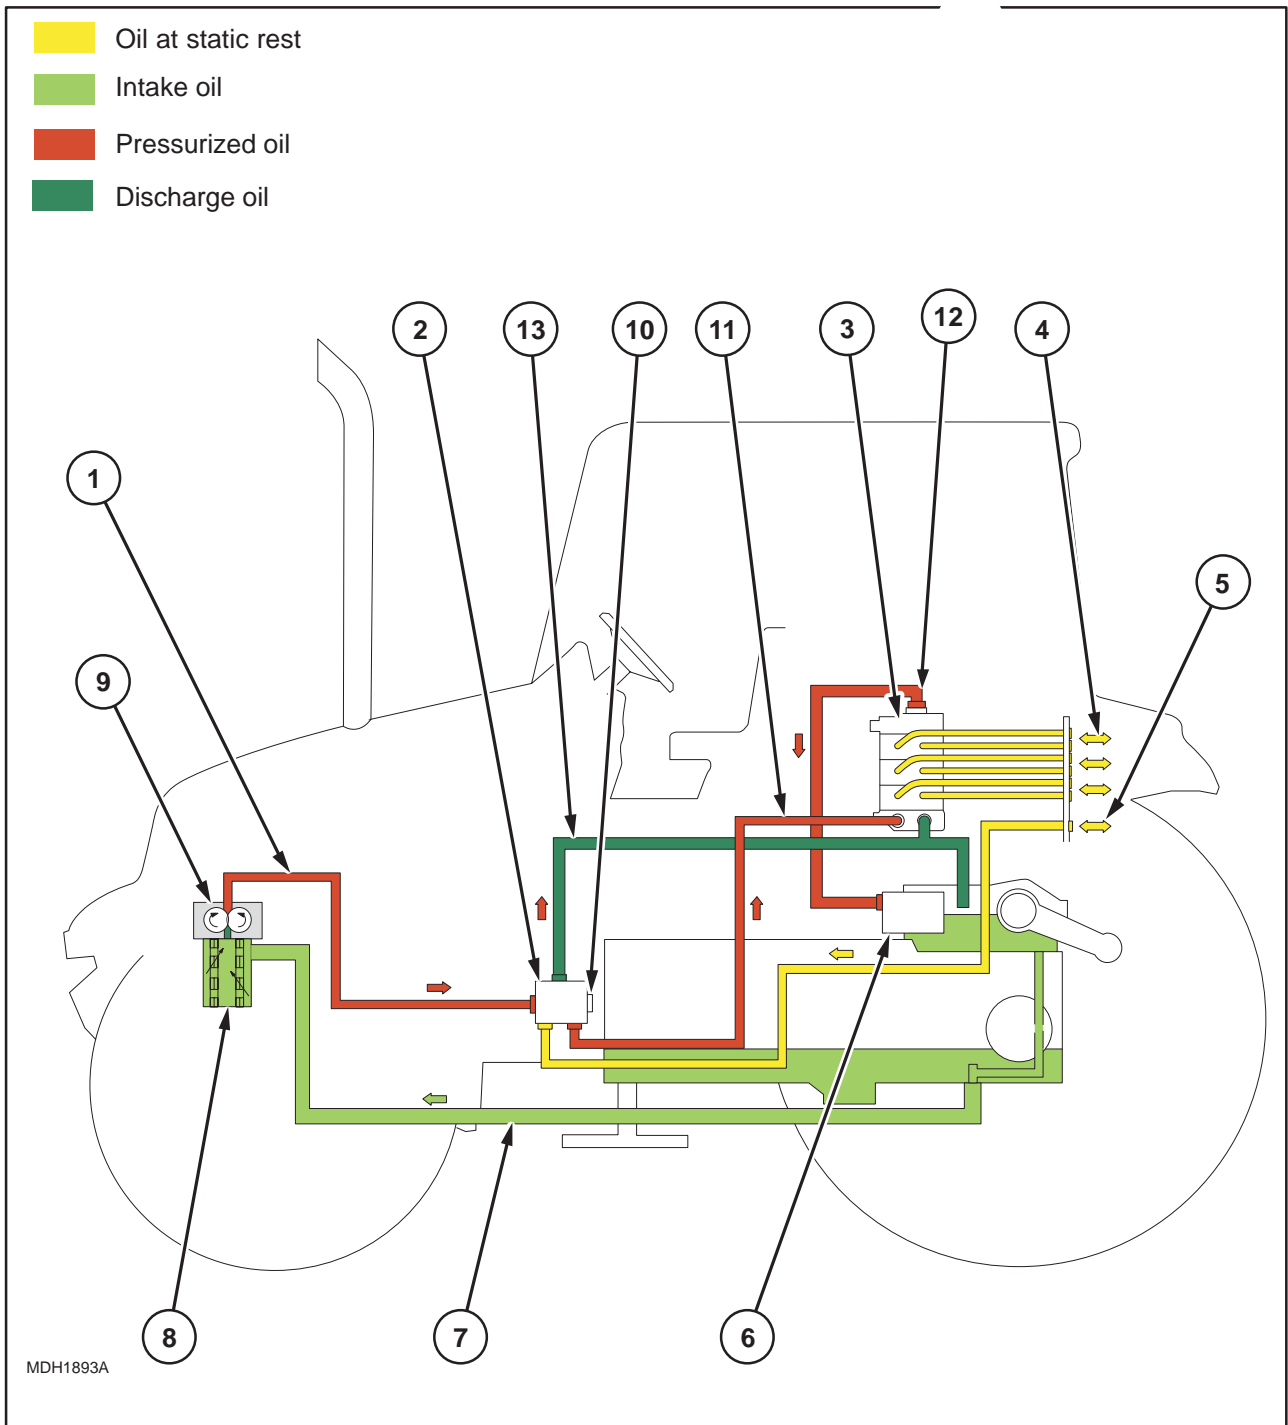 Oil at static rest
Intake oil
Pressurized oil
Discharge oil
2
13
10
11
3
12
4
1
5
9
8
7
6
MDH1893A